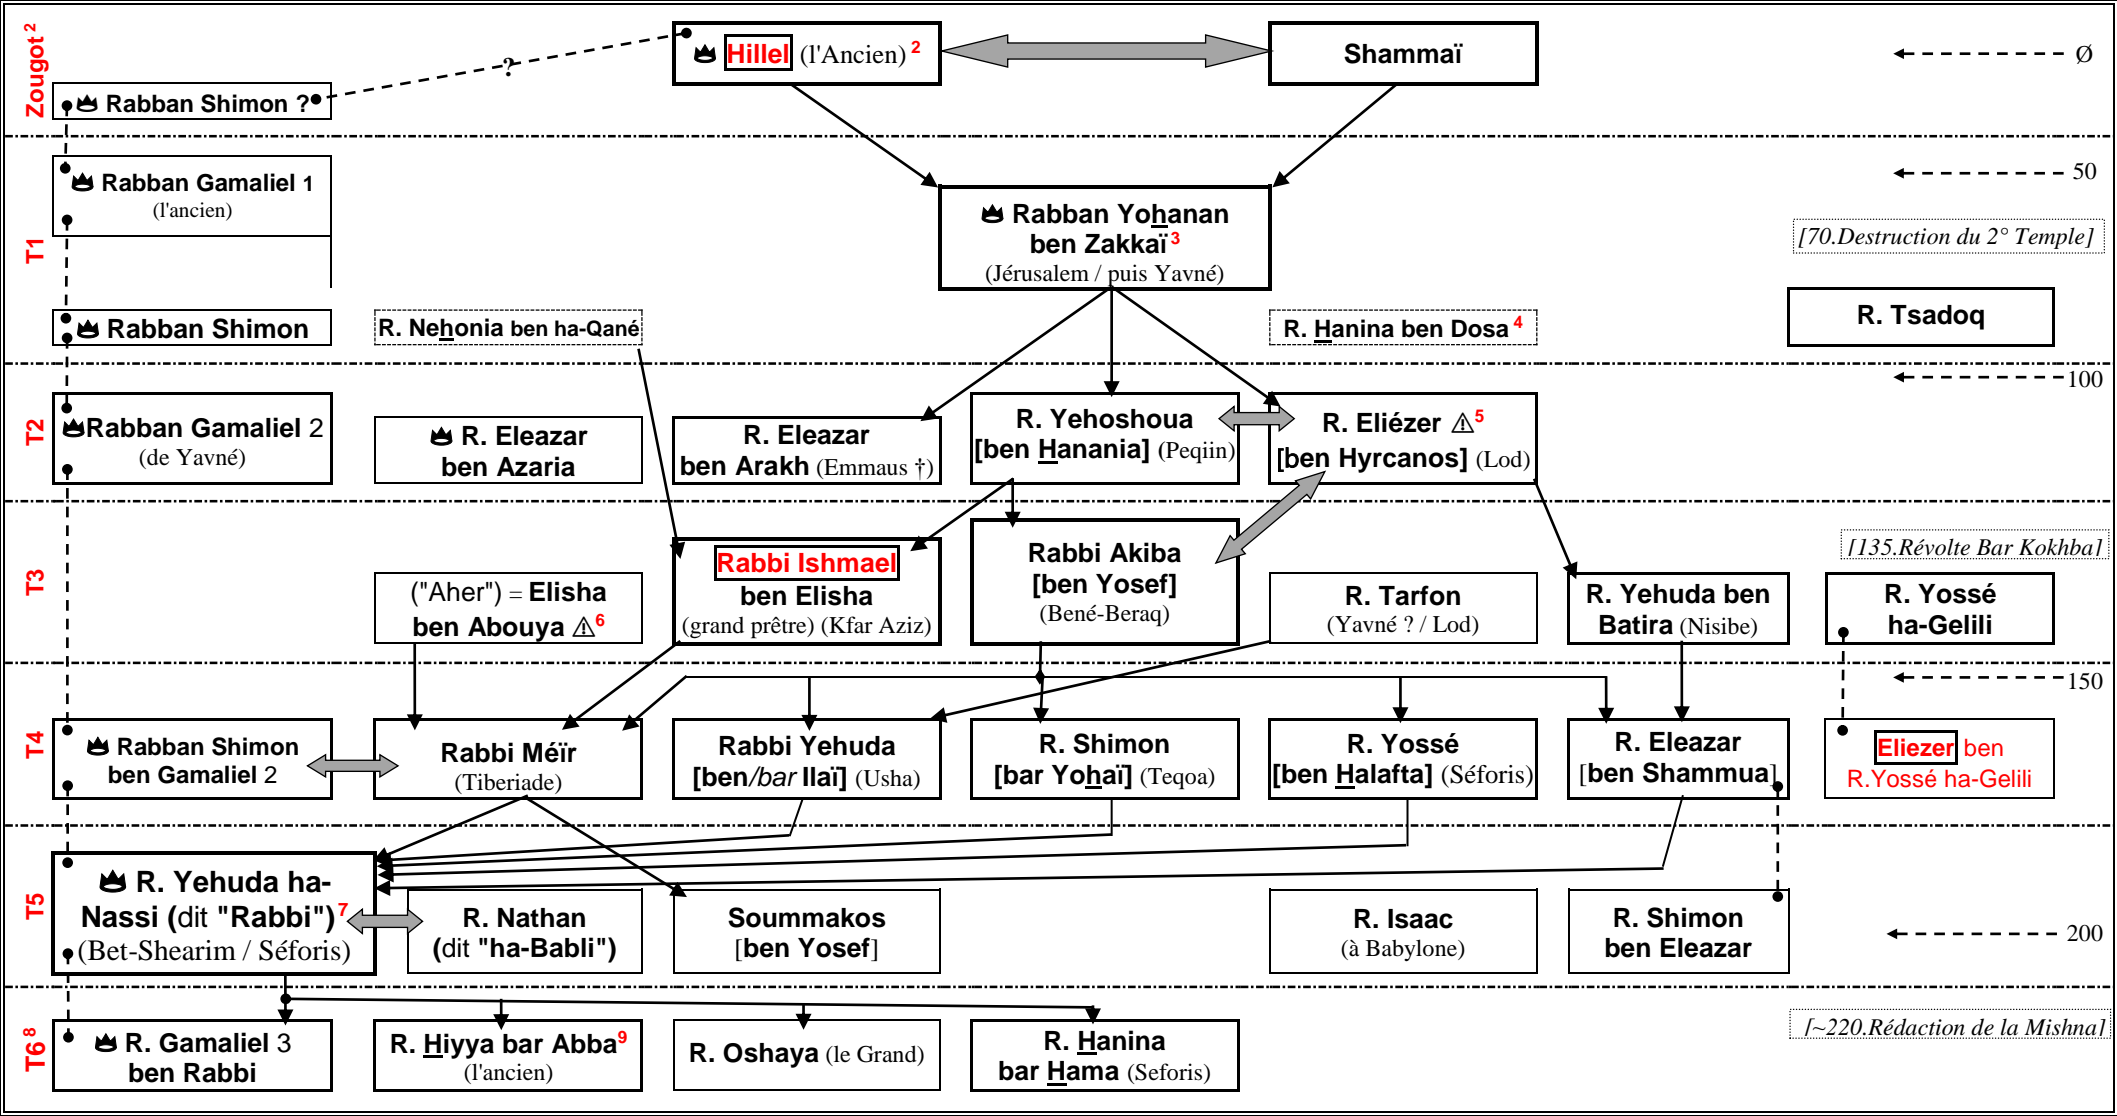 Zougot 2
Hillel (l'Ancien) 2
Shammaï
Ø
?
Rabban Shimon ?
T1
Rabban Gamaliel 1
(l'ancien)
50
Rabban Yohanan
ben Zakkaï 3
(Jérusalem / puis Yavné)
[70.Destruction du 2° Temple]
Rabban Shimon
R. Nehonia ben ha-Qané
R. Hanina ben Dosa 4
R. Tsadoq
T2
100
Rabban Gamaliel 2
(de Yavné)
R. Eleazar
ben Azaria
R. Eleazar
ben Arakh (Emmaus †)
R. Yehoshoua
[ben Hanania] (Peqiin)
R. Eliézer ⚠5
[ben Hyrcanos] (Lod)
T3
[135.Révolte Bar Kokhba]
("Aher") = Elisha
ben Abouya ⚠6
Rabbi Ishmael
ben Elisha
(grand prêtre) (Kfar Aziz)
Rabbi Akiba
[ben Yosef]
(Bené-Beraq)
R. Tarfon
(Yavné ? / Lod)
R. Yehuda ben
Batira (Nisibe)
R. Yossé
ha-Gelili
T4
150
Rabban Shimon
ben Gamaliel 2
Rabbi Méïr
(Tiberiade)
Rabbi Yehuda
[ben/bar Ilaï] (Usha)
R. Shimon
[bar Yohaï] (Teqoa)
R. Yossé
[ben Halafta] (Séforis)
R. Eleazar
[ben Shammua]
Eliezer ben
R.Yossé ha-Gelili
T5
R. Yehuda ha-
Nassi (dit "Rabbi")7
(Bet-Shearim / Séforis)
R. Nathan
(dit "ha-Babli")
Soummakos
[ben Yosef]
R. Isaac
(à Babylone)
R. Shimon
ben Eleazar
200
T6 8
R. Gamaliel 3
ben Rabbi
R. Hiyya bar Abba9
(l'ancien)
R. Oshaya (le Grand)
R. Hanina
bar Hama (Seforis)
[~220.Rédaction de la Mishna]